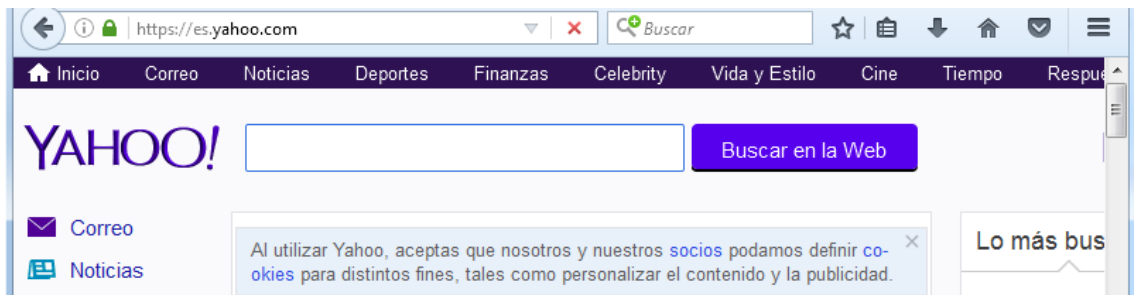 https://es.yahoo.com Buscar
Inicio Correo Noticias Deportes Finanzas Celebrity Vida y Estilo Cine Tiempo Respue
YAHOO! Buscar en la Web
Correo
Noticias
Al utilizar Yahoo, aceptas que nosotros y nuestros socios podamos definir co-
okies para distintos fines, tales como personalizar el contenido y la publicidad.
Lo más bus